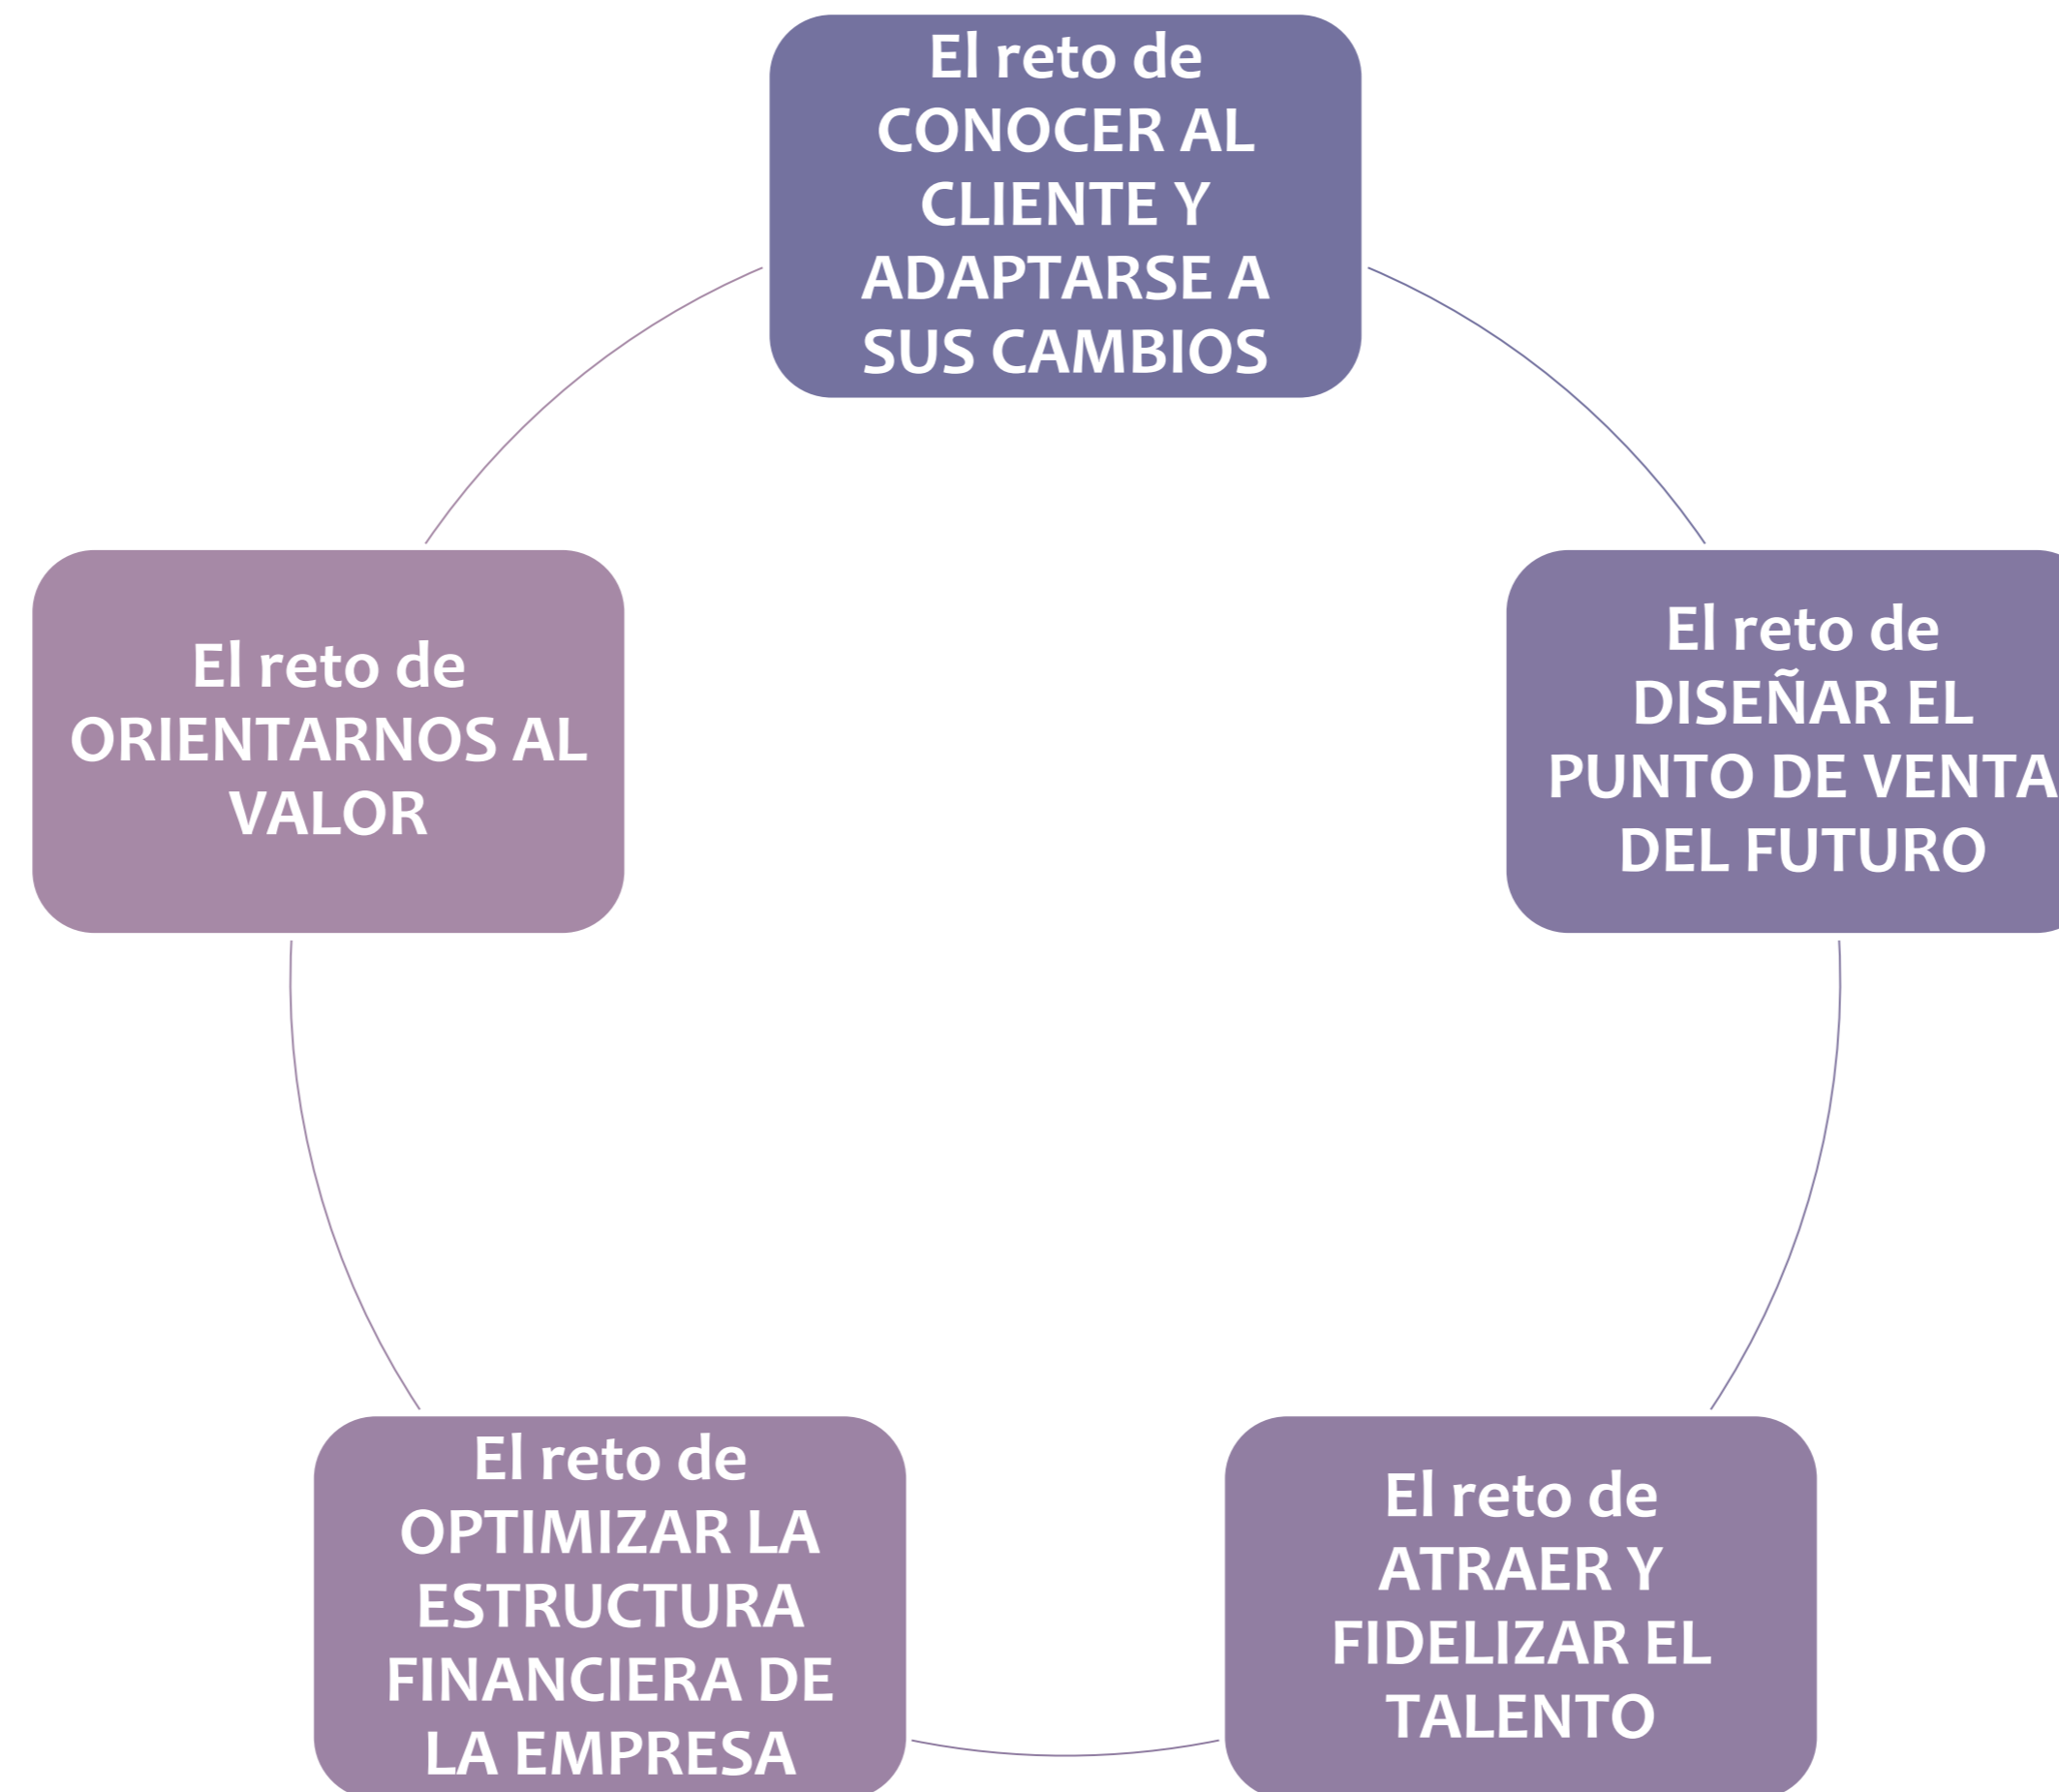 El reto de
CONOCER AL
CLIENTE Y
ADAPTARSE A
SUS CAMBIOS
El reto de
DISEÑAR EL
PUNTO DE VENTA
DEL FUTURO
El reto de
ATRAER Y
FIDELIZAR EL
TALENTO
El reto de
OPTIMIZAR LA
ESTRUCTURA
FINANCIERA DE
LA EMPRESA
El reto de
ORIENTARNOS AL
VALOR